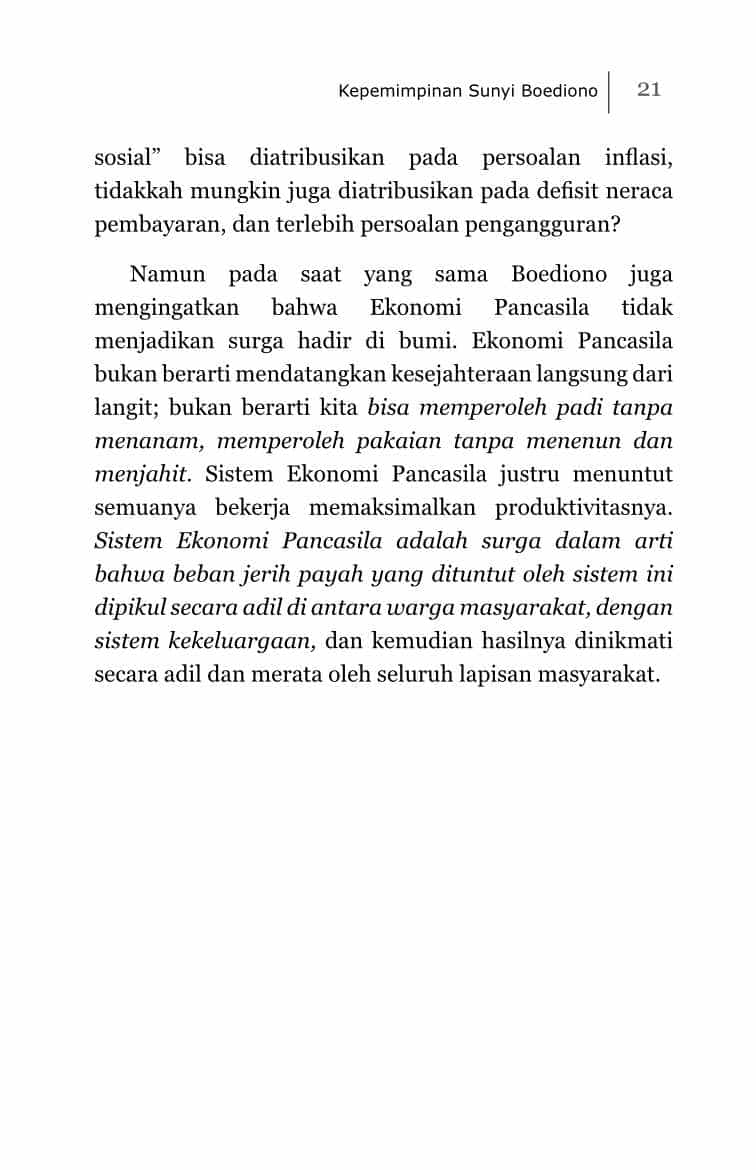 Kepemimpinan Sunyi Boediono 21
sosial” bisa diatribusikan pada persoalan inflasi,
tidakkah mungkin juga diatribusikan pada defisit neraca
pembayaran, dan terlebih persoalan pengangguran?
Namun pada saat yang sama Boediono juga
mengingatkan bahwa Ekonomi Pancasila tidak
menjadikan surga hadir di bumi. Ekonomi Pancasila
bukan berarti mendatangkan kesejahteraan langsung dari
langit; bukan berarti kita bisa memperoleh padi tanpa
menanam, memperoleh pakaian tanpa menenun dan
menjahit. Sistem Ekonomi Pancasila justru menuntut
semuanya bekerja memaksimalkan produktivitasnya.
Sistem Ekonomi Pancasila adalah surga dalam arti
bahwa beban jerih payah yang dituntut oleh sistem ini
dipikul secara adil di antara warga masyarakat, dengan
sistem kekeluargaan, dan kemudian hasilnya dinikmati
secara adil dan merata oleh seluruh lapisan masyarakat.